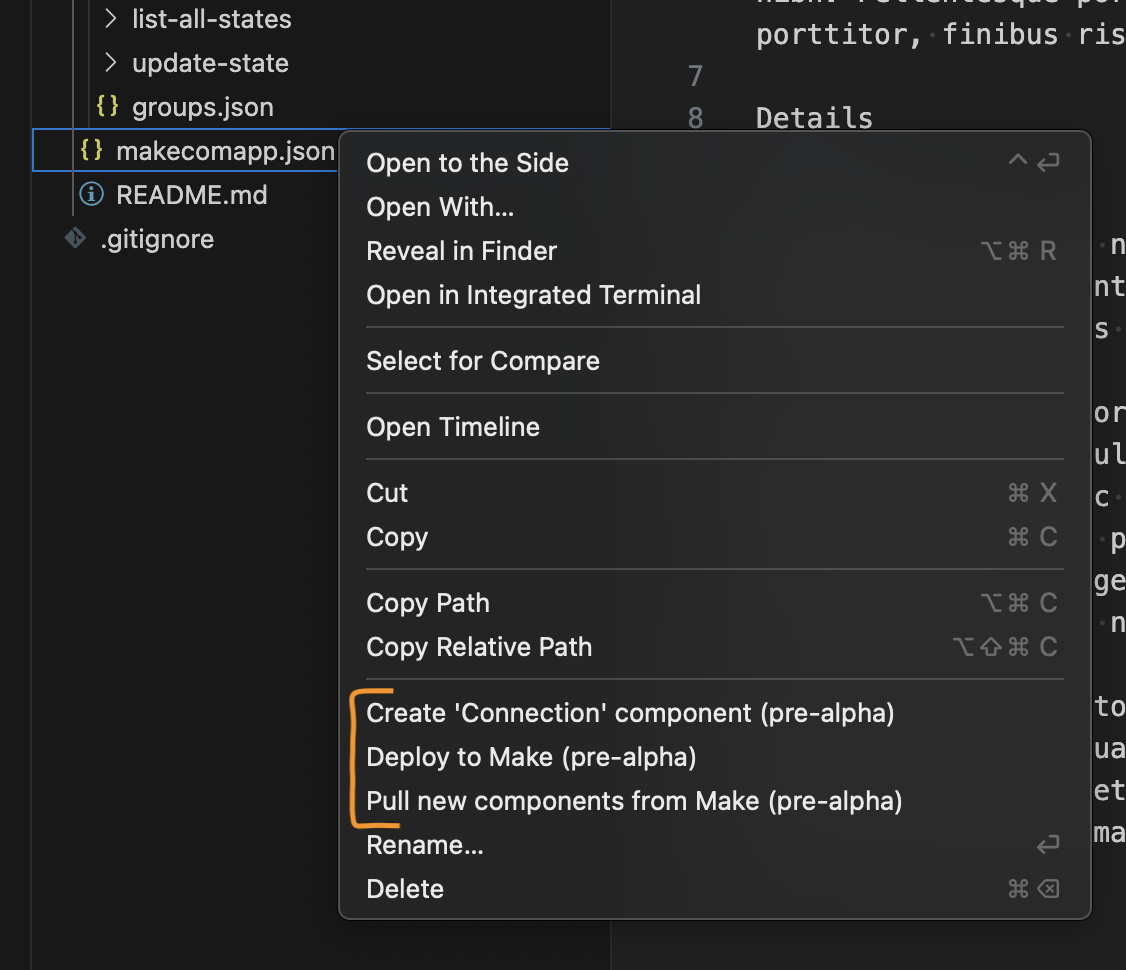 list-all-states
update-state
{} groups.json
{} makecomapp.json
README.md
.gitignore
porttitor, finibus ris
7
8 Details
Open to the Side ⌃ ⏎
Open With...
Reveal in Finder ⌥ ⌘ R
Open in Integrated Terminal
Select for Compare
Open Timeline
Cut ⌘ X
Copy ⌘ C
Copy Path ⌥ ⌘ C
Copy Relative Path ⌥ ⇧ ⌘ C
Create 'Connection' component (pre-alpha)
Deploy to Make (pre-alpha)
Pull new components from Make (pre-alpha)
Rename... ⏎
Delete ⌘ ⌫
n
nt
s
or
ul
c
p
ge
n
to
ua
et
ma